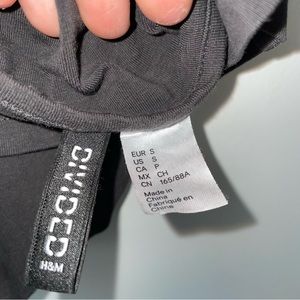 DIVIDED
H&M
EUR S
US S
CA P
MX CH
CN 165/88A
Made in
China
Fabriqué en
Chine